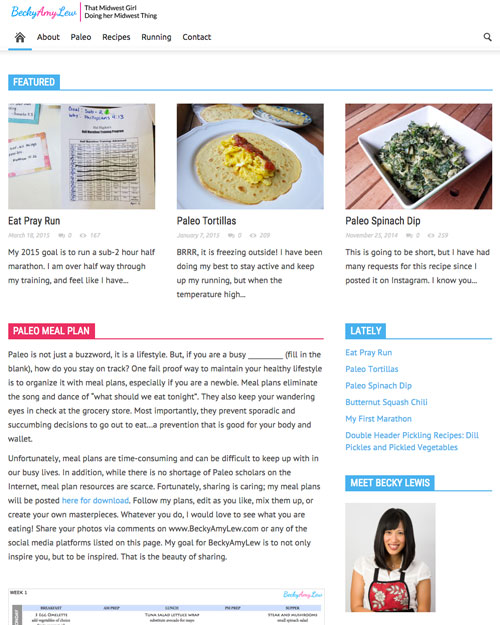 BeckyAmyLew
That Midwest Girl
Doing her Midwest Thing
About Paleo Recipes Running Contact
FEATURED
Eat Pray Run
March 18, 2015 0 167
My 2015 goal is to run a sub-2 hour half
marathon. I am over half way through
my training, and feel like I have...
Paleo Tortillas
January 7, 2015 0 208
BRRR, it is freezing outside! I have been
doing my best to stay active and keep
up my running, but when the
temperature high...
Paleo Spinach Dip
November 25, 2014 0 259
This is going to be short, but I have had
many requests for this recipe since I
posted it on Instagram. I know you...
PALEO MEAL PLAN
Paleo is not just a buzzword, it is a lifestyle. But, if you are a busy __________ (fill in the
blank), how do you stay on track? One fail proof way to maintain your healthy lifestyle
is to organize it with meal plans, especially if you are a newbie. Meal plans eliminate
the song and dance of "what should we eat tonight". They also keep your wandering
eyes in check at the grocery store. Most importantly, they prevent sporadic and
succumbing decisions to go out to eat...a prevention that is good for your body and
wallet.
Unfortunately, meal plans are time-consuming and can be difficult to keep up with in
our busy lives. In addition, while there is no shortage of Paleo scholars on the
Internet, meal plan resources are scarce. Fortunately, sharing is caring; my meal plans
will be posted here for download. Follow my plans, edit as you like, mix them up, or
create your own masterpieces. Whatever you do, I would love to see what you are
eating! Share your photos via comments on www.BeckyAmyLew.com or any of the
social media platforms listed on this page. My goal for BeckyAmyLew is to not only
inspire you, but to be inspired. That is the beauty of sharing.
LATELY
Eat Pray Run
Paleo Tortillas
Paleo Spinach Dip
Butternut Squash Chili
My First Marathon
Double Header Pickling Recipes: Dill
Pickles and Pickled Vegetables
MEET BECKY LEWIS
WEEK 1
BeckyAmyLew
BREAKFAST AM PREP LUNCH PM PREP SUPPER
3 EGG OMELETTE TUNA SALAD LETTUCE WRAP STEAK AND MUSHROOMS
add vegetables of choice substitute avocado for mayo small spinach salad